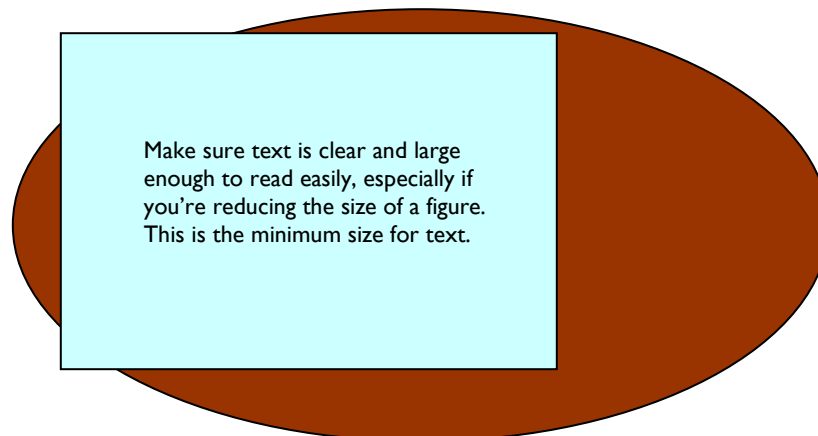 Make sure text is clear and large
enough to read easily, especially if
you’re reducing the size of a figure.
This is the minimum size for text.